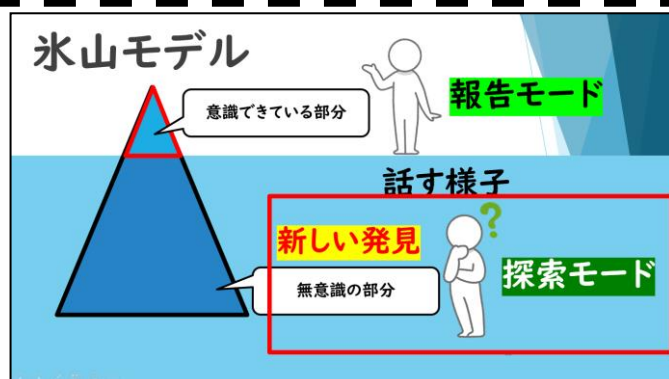 氷山モデル
意識できている部分
報告モード
話す様子
新しい発見
?
探索モード
無意識の部分